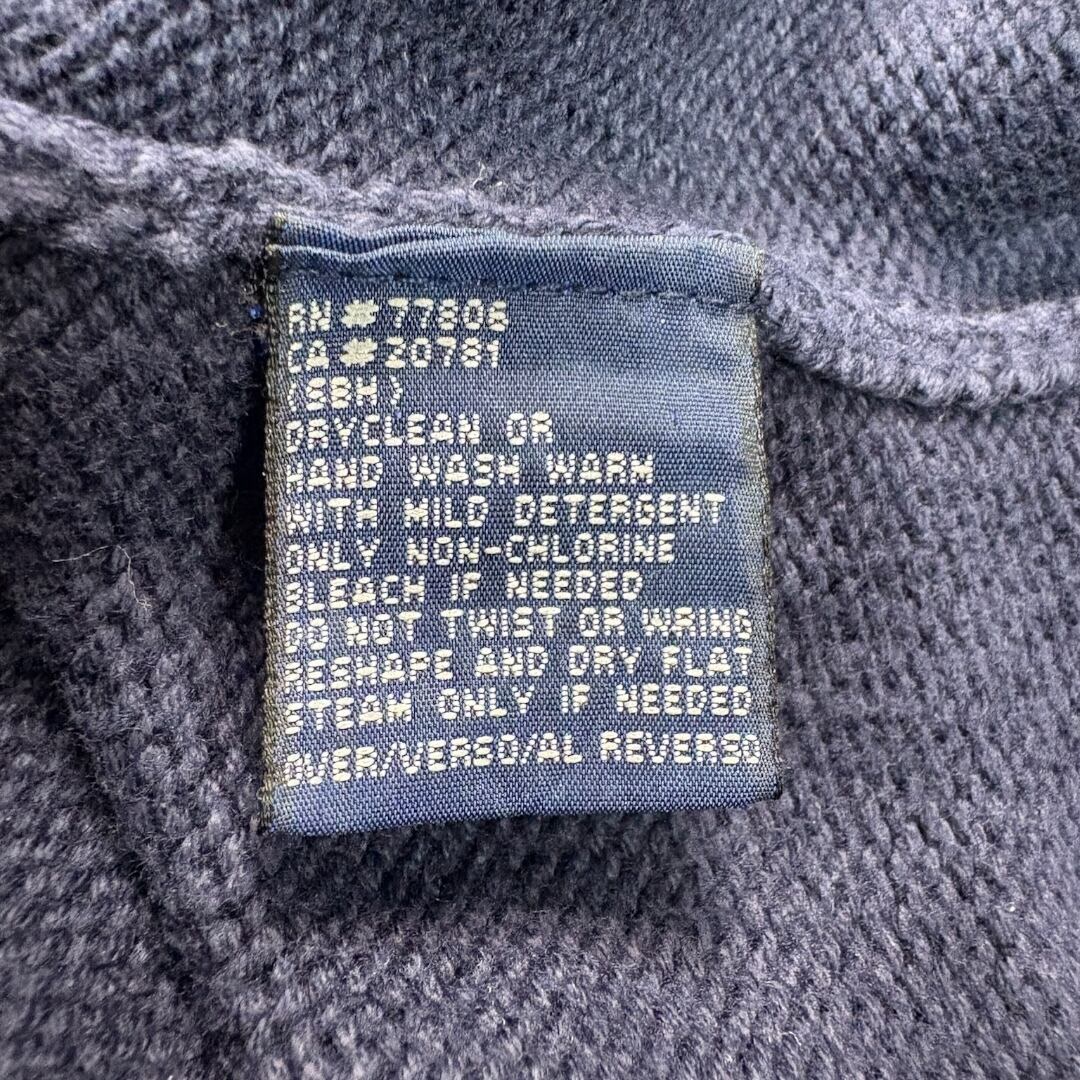 RN # 77806
CA # 20781
(SBH)
DRYCLEAN OR
HAND WASH WARM
WITH MILD DETERGENT
ONLY NON-CHLORINE
BLEACH IF NEEDED
DO NOT TWIST OR WRING
RESHAPE AND DRY FLAT
STEAM ONLY IF NEEDED
OVER/VERSO/AL REVERSO